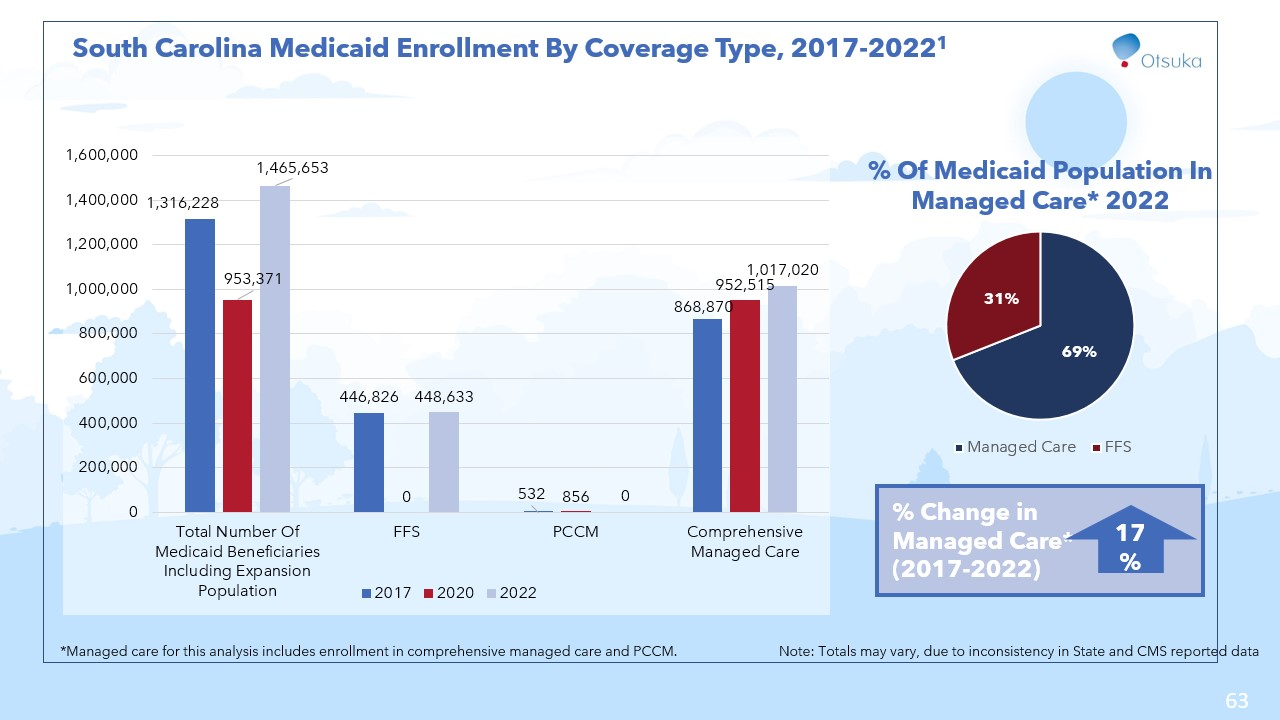 South Carolina Medicaid Enrollment By Coverage Type, 2017-2022¹
Otsuka
1,600,000
1,400,000
1,200,000
1,000,000
800,000
600,000
400,000
200,000
0
1,316,228
953,371
1,465,653
446,826
0
448,633
532
856
0
868,870
952,515
1,017,020
Total Number Of
Medicaid Beneficiaries
Including Expansion
Population
FFS
PCCM
Comprehensive
Managed Care
2017 2020 2022
% Of Medicaid Population In
Managed Care* 2022
31%
69%
Managed Care FFS
% Change in
Managed Care*
(2017-2022)
17
%
*Managed care for this analysis includes enrollment in comprehensive managed care and PCCM.
Note: Totals may vary, due to inconsistency in State and CMS reported data
63